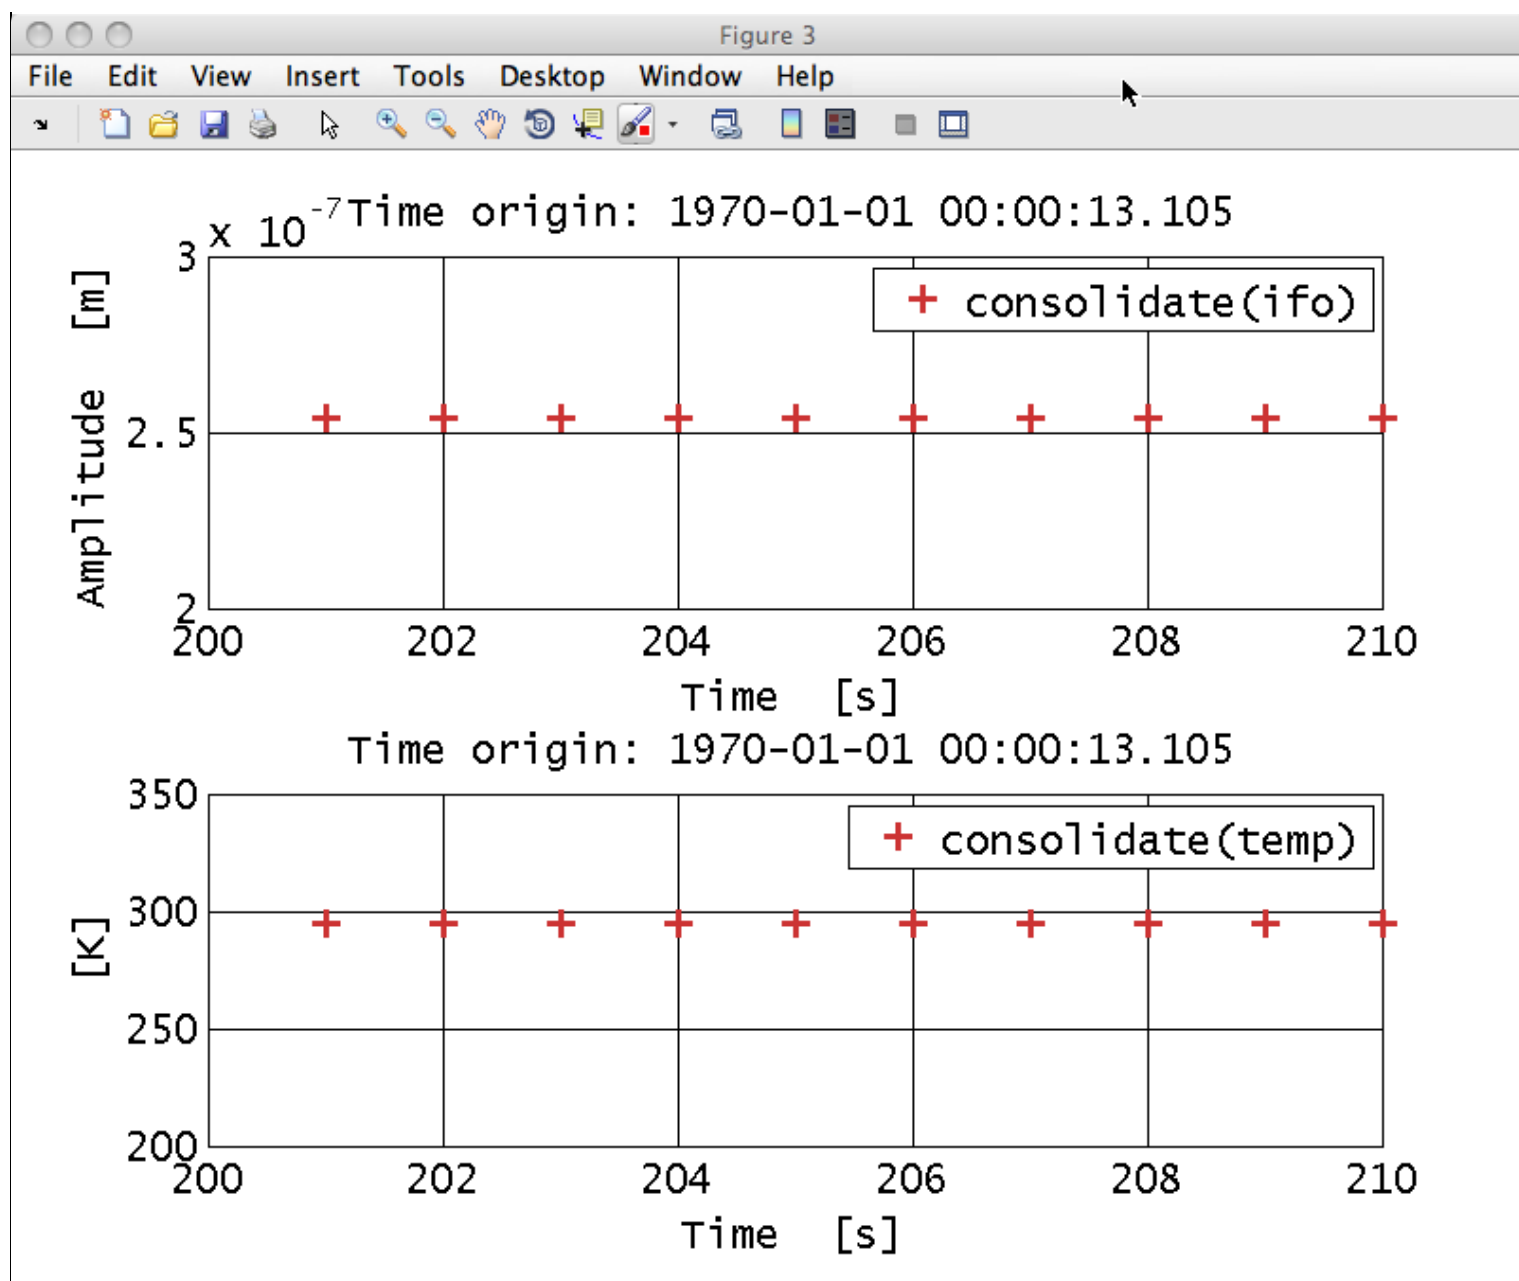 Figure 3
File Edit View Insert Tools Desktop Window Help
x 10-7 Time origin: 1970-01-01 00:00:13.105
3
consolidate(ifo)
Amplitude [m]
2.5
2
200 202 204 206 208 210
Time [s]
Time origin: 1970-01-01 00:00:13.105
350
consolidate(temp)
300
[K]
250
200
200 202 204 206 208 210
Time [s]